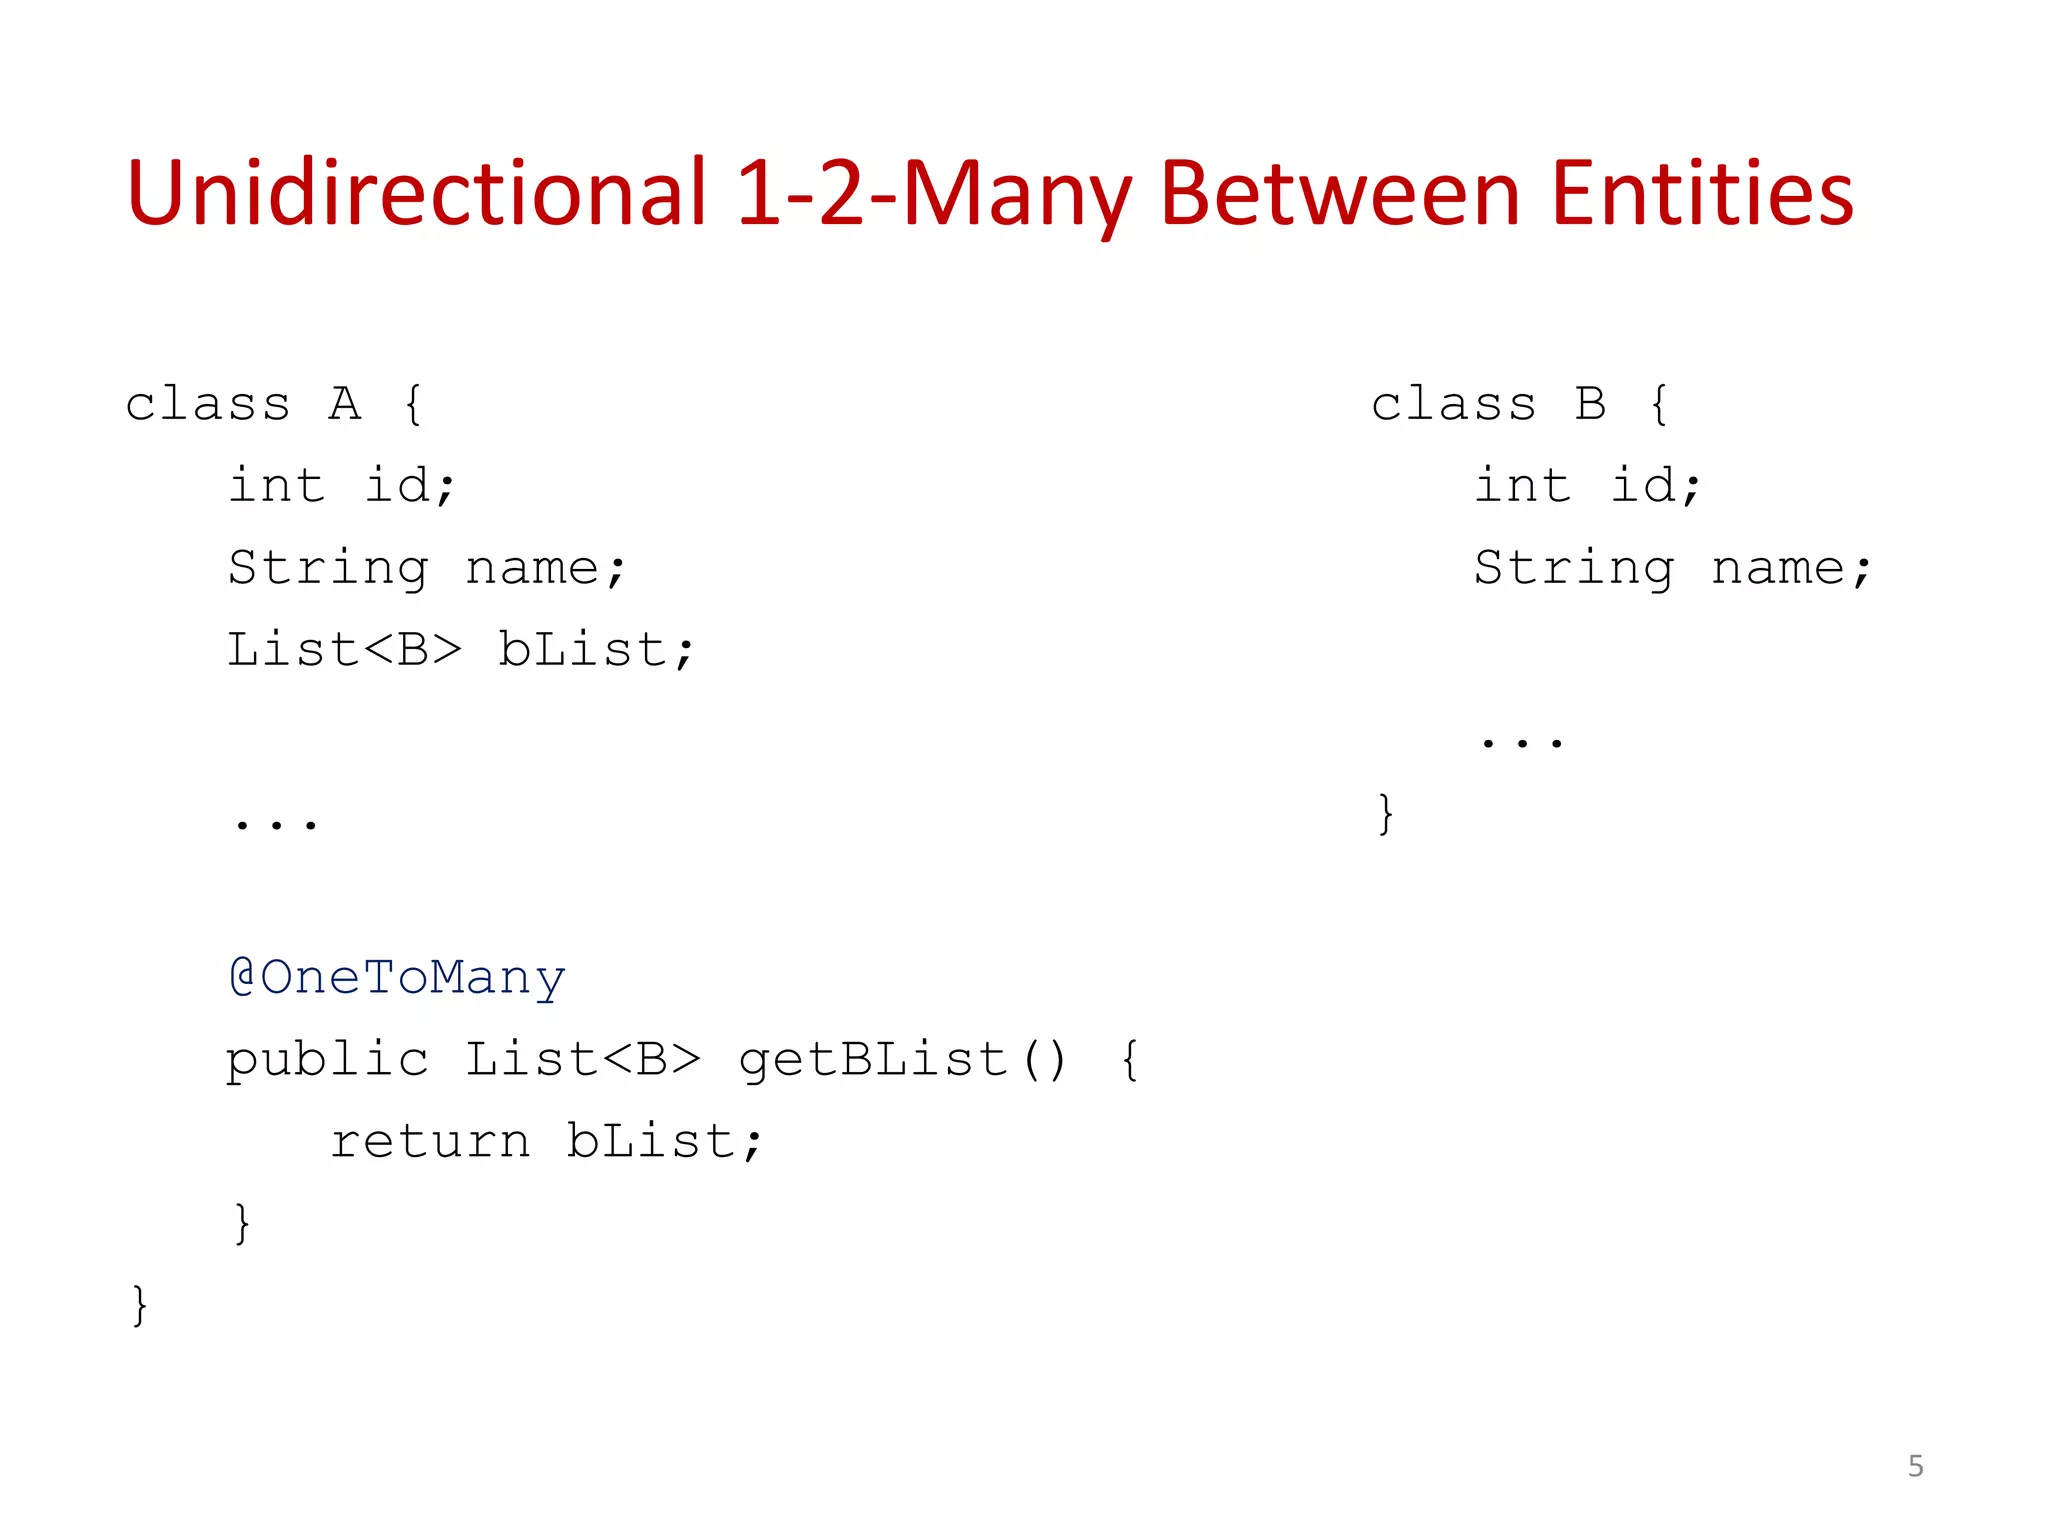 Unidirectional 1-2-Many Between Entities
class A {
int id;
String name;
List<B> bList;
...
@OneToMany
public List<B> getBList() {
return bList;
}
}
class B {
int id;
String name;
...
}
5